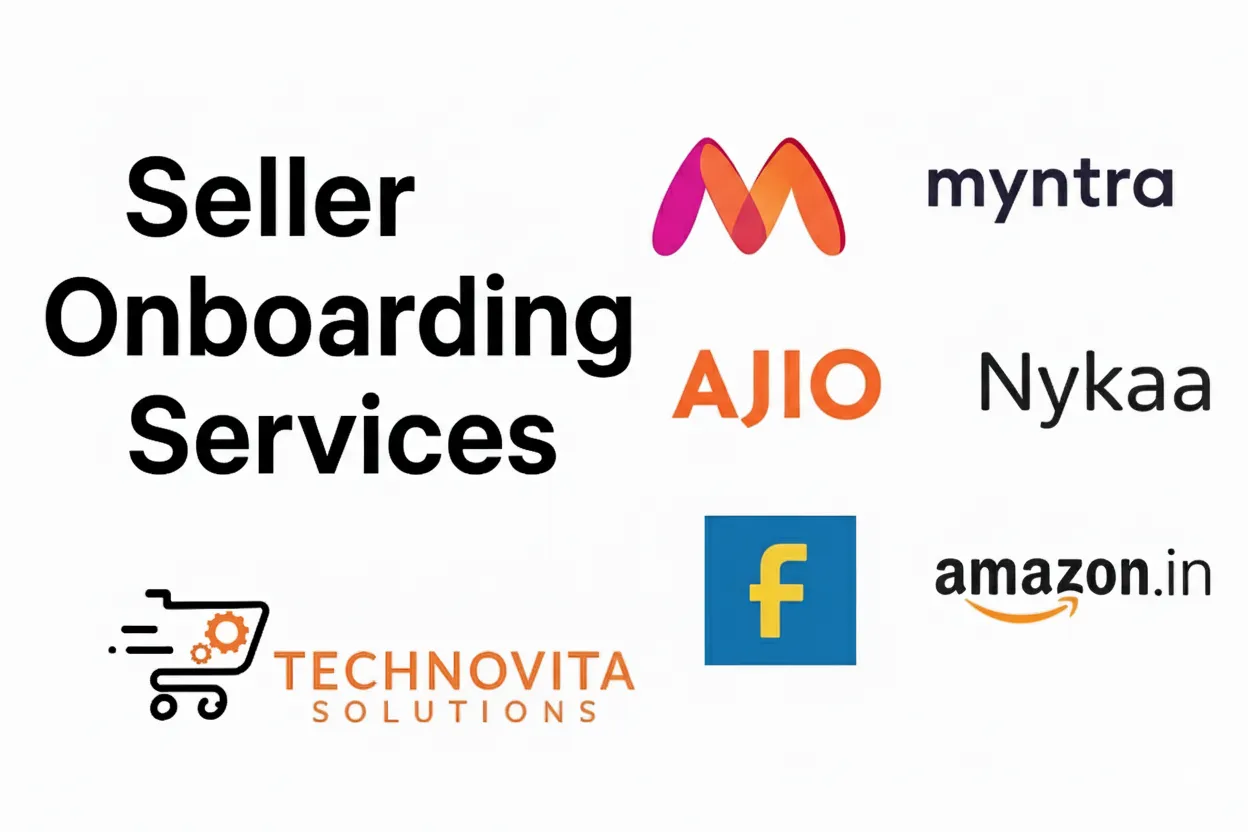 Seller
Onboarding
Services
myntra
AJIO
Nykaa
f
amazon.in
TECHNOVITA
SOLUTIONS